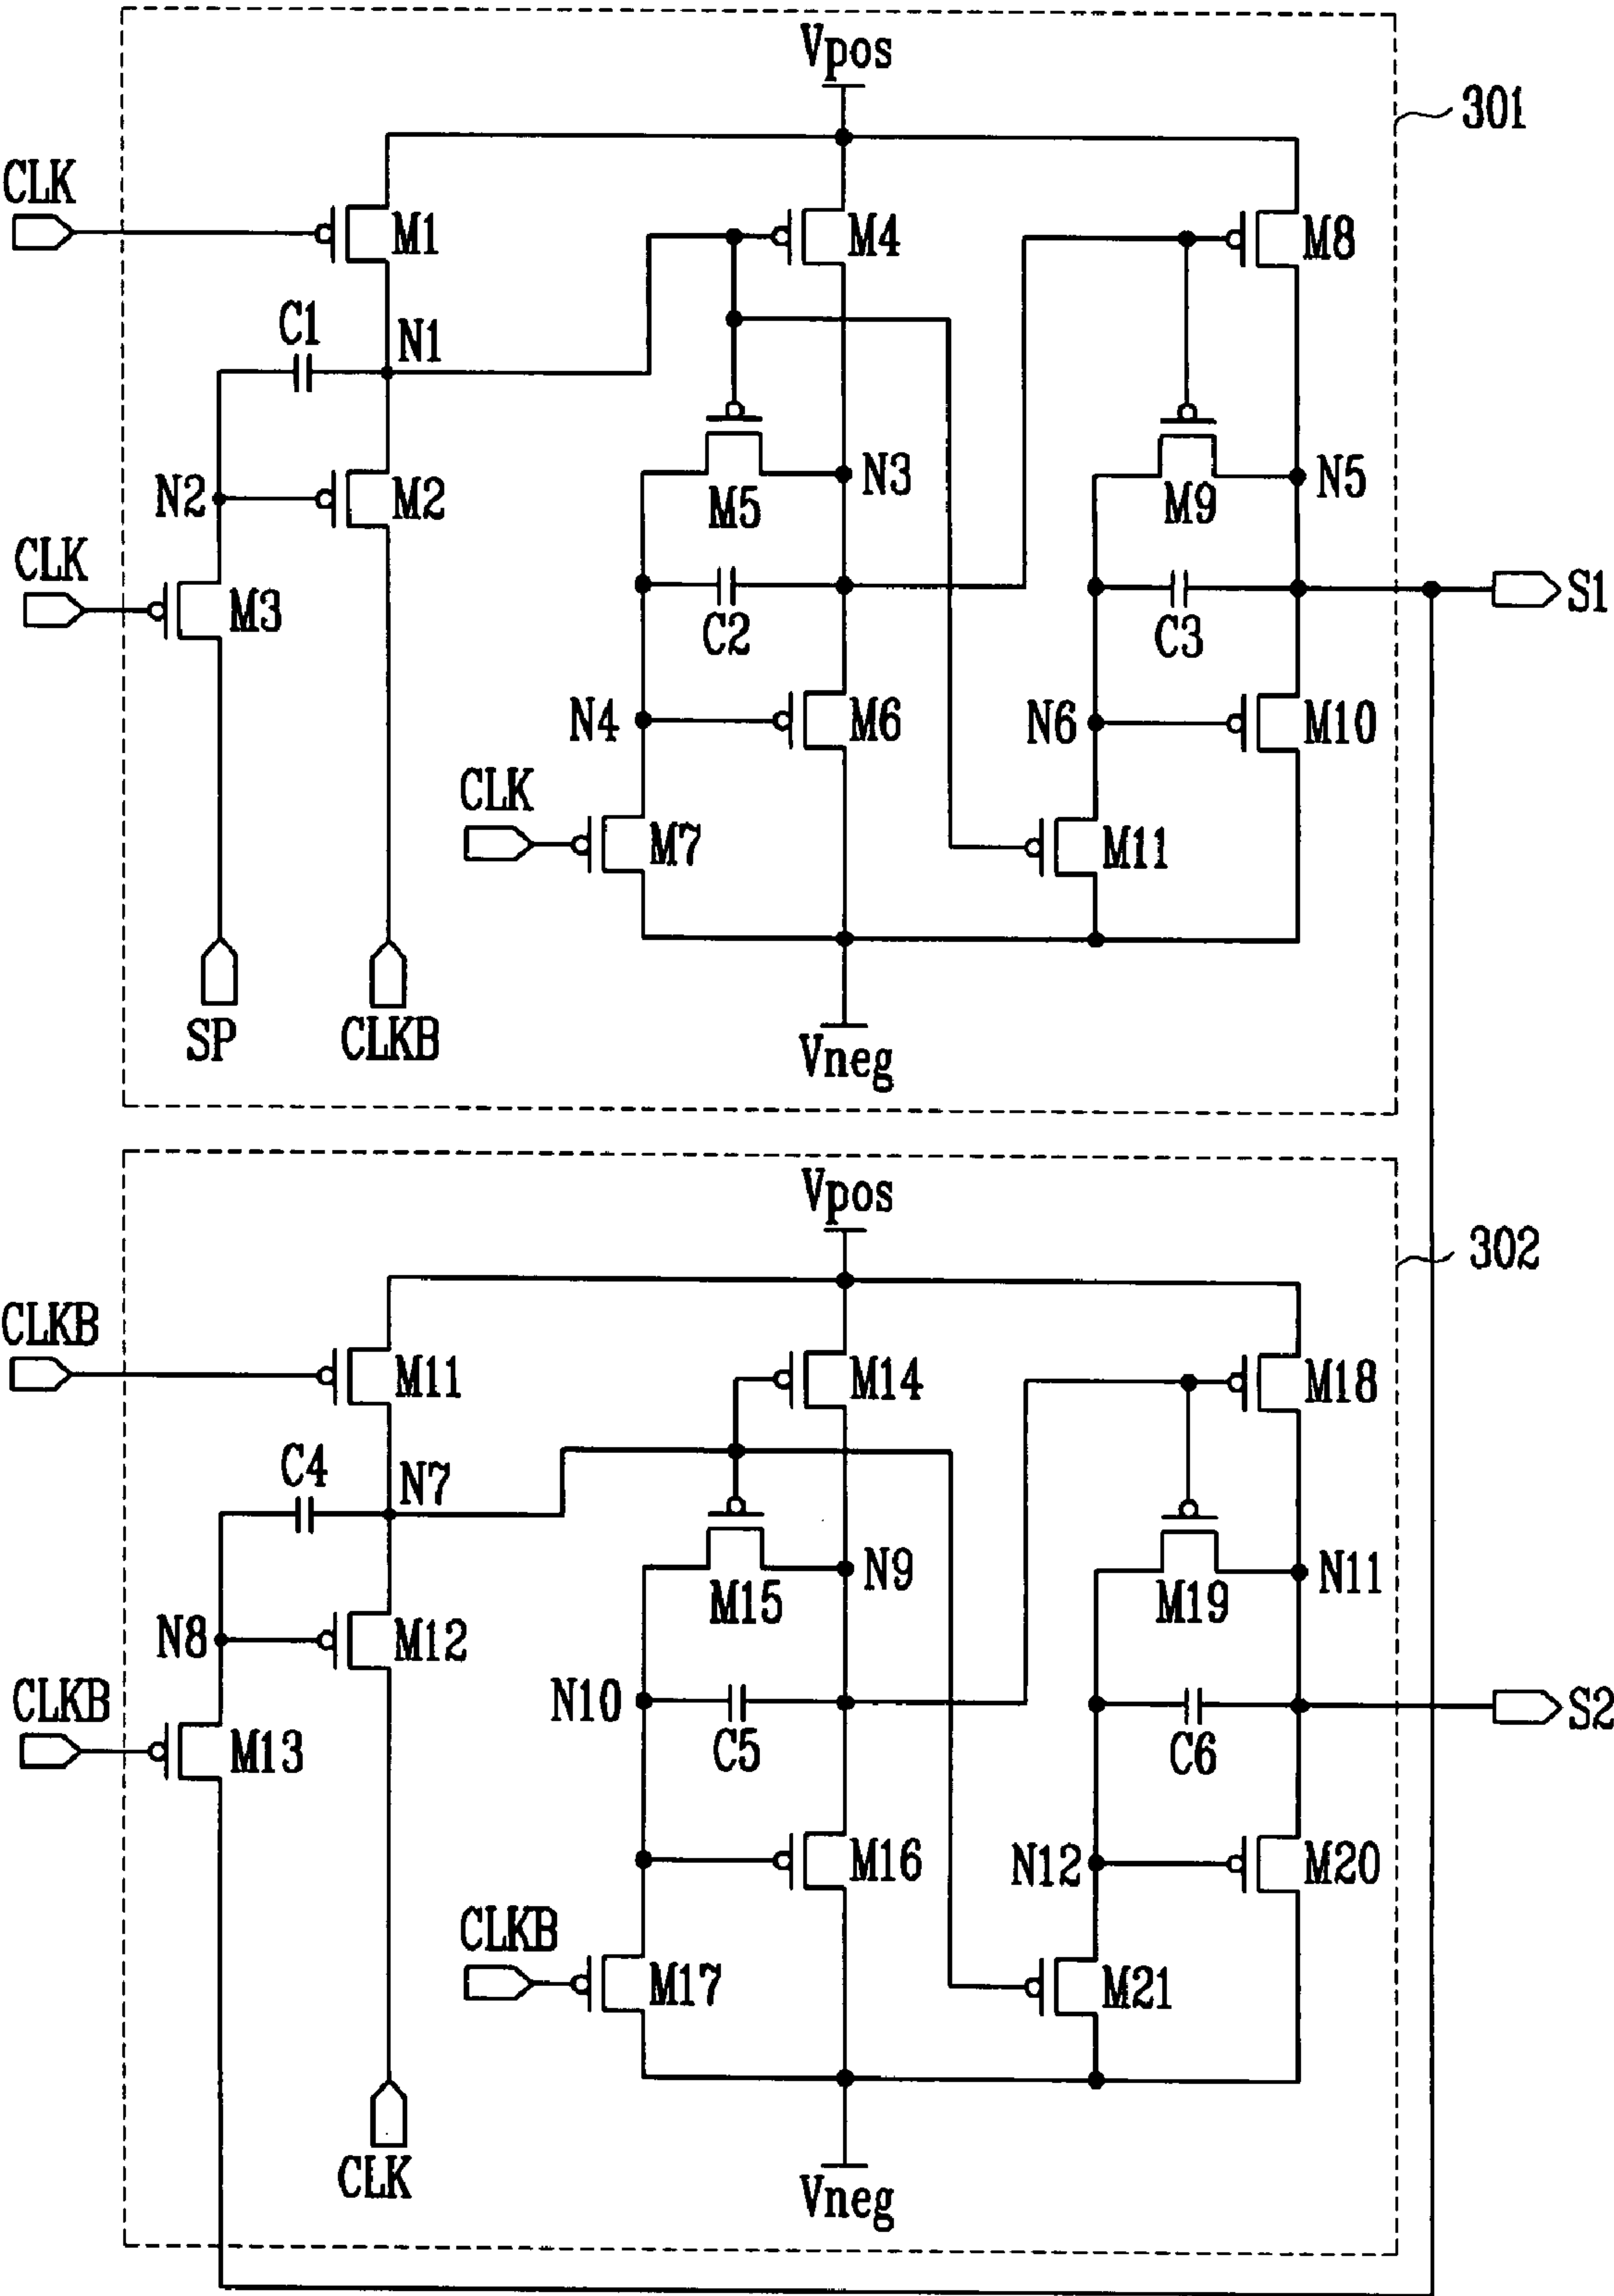 Vpos
301
CLK
M1
M4
M8
C1
N1
N2
M2
M5
N3
M9
N5
CLK
M3
C2
C3
S1
N4
M6
N6
M10
CLK
M7
M11
SP
CLKB
Vneg
Vpos
302
CLKB
M11
M14
M18
C4
N7
N8
M12
M15
N9
M19
N11
CLKB
M13
N10
C5
C6
S2
M16
N12
M20
CLKB
M17
M21
CLK
Vneg